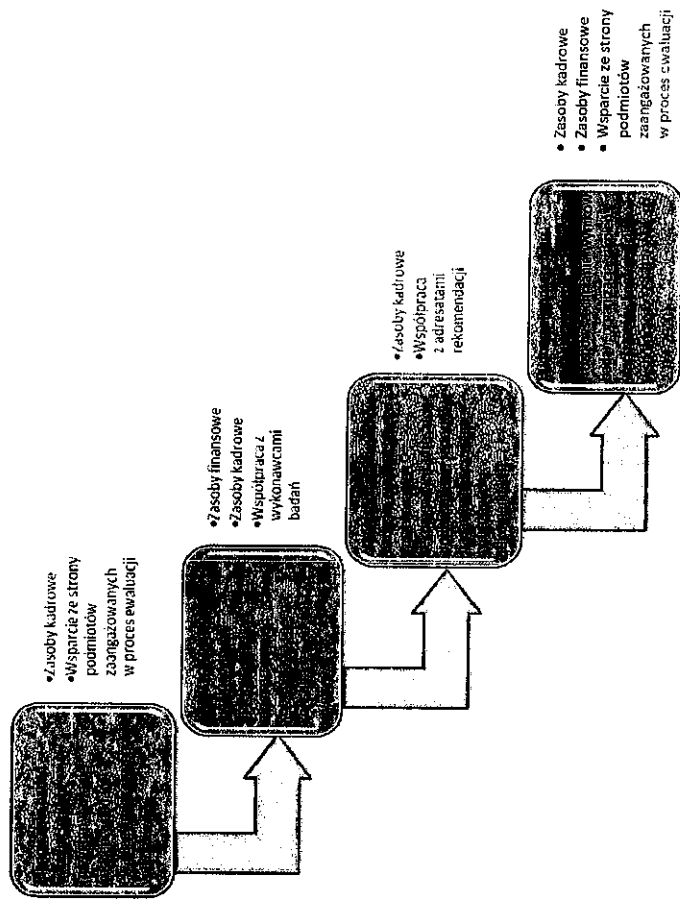 •Zasoby kadrowe
•Wsparcie ze strony
podmiotów
zaangażowanych
w proces ewaluacji
•Zasoby finansowe
•Zasoby kadrowe
•Współpraca z
wykonawcami
badań
•Zasoby kadrowe
•Współpraca
z adresatami
rekomendacji
• Zasoby kadrowe
• Zasoby finansowe
• Wsparcie ze strony
podmiotów
zaangażowanych
w proces ewaluacji